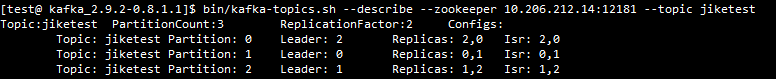 [test@ kafka_2.9.2-0.8.1.1]$ bin/kafka-topics.sh --describe --zookeeper 10.206.212.14:12181 --topic jiketest
Topic:jiketest PartitionCount:3 ReplicationFactor:2 Configs:
Topic: jiketest Partition: 0 Leader: 2 Replicas: 2,0 Isr: 2,0
Topic: jiketest Partition: 1 Leader: 0 Replicas: 0,1 Isr: 0,1
Topic: jiketest Partition: 2 Leader: 1 Replicas: 1,2 Isr: 1,2